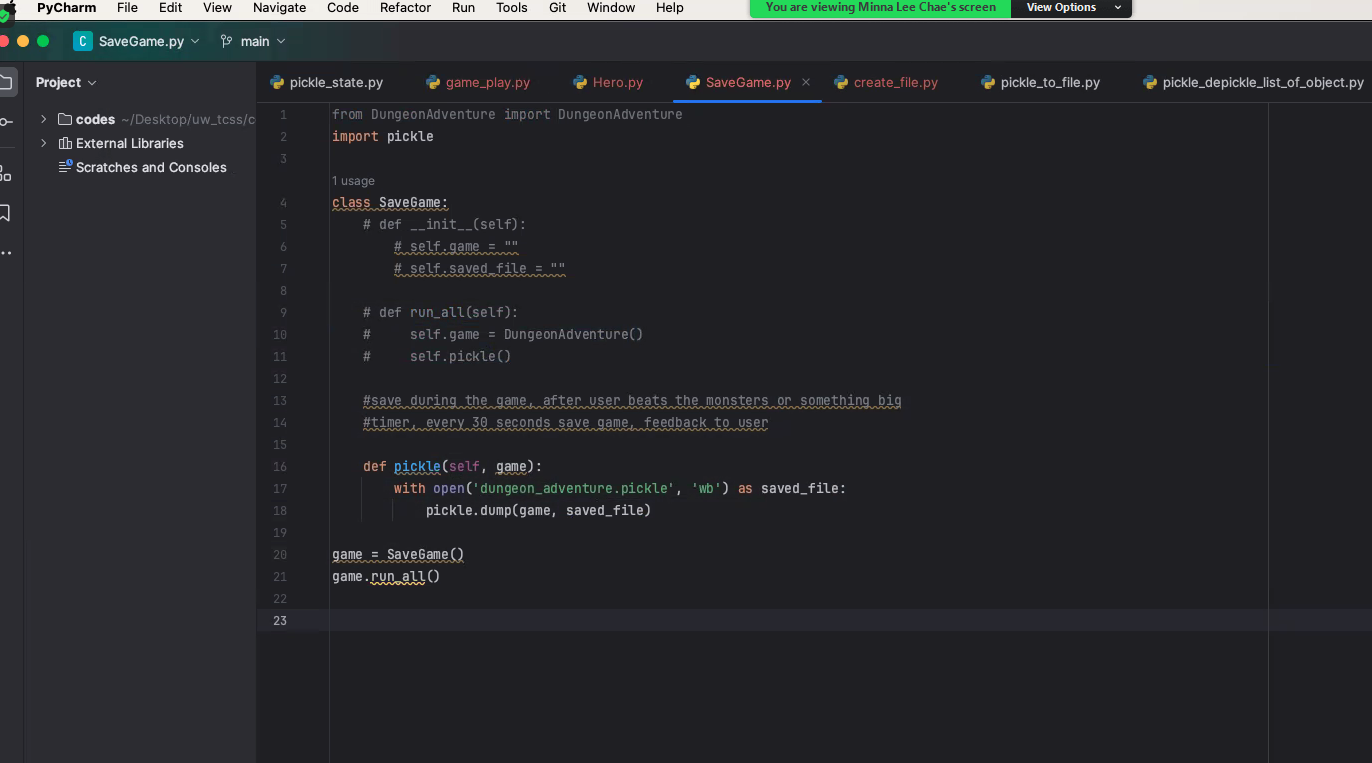 PyCharm File Edit View Navigate Code Refactor Run Tools Git Window Help
You are viewing Minna Lee Chae's screen View Options
C SaveGame.py main
Project
pickle_state.py game_play.py Hero.py SaveGame.py create_file.py pickle_to_file.py pickle_depickle_list_of_object.py
codes ~/Desktop/uw_tcss/c
External Libraries
Scratches and Consoles
1 from DungeonAdventure import DungeonAdventure
2 import pickle
3
1 usage
4 class SaveGame:
5     # def __init__(self):
6         # self.game = ""
7         # self.saved_file = ""
8
9     # def run_all(self):
10     #     self.game = DungeonAdventure()
11     #     self.pickle()
12
13     #save during the game, after user beats the monsters or something big
14     #timer, every 30 seconds save game, feedback to user
15
16     def pickle(self, game):
17         with open('dungeon_adventure.pickle', 'wb') as saved_file:
18             pickle.dump(game, saved_file)
19
20 game = SaveGame()
21 game.run_all()
22
23